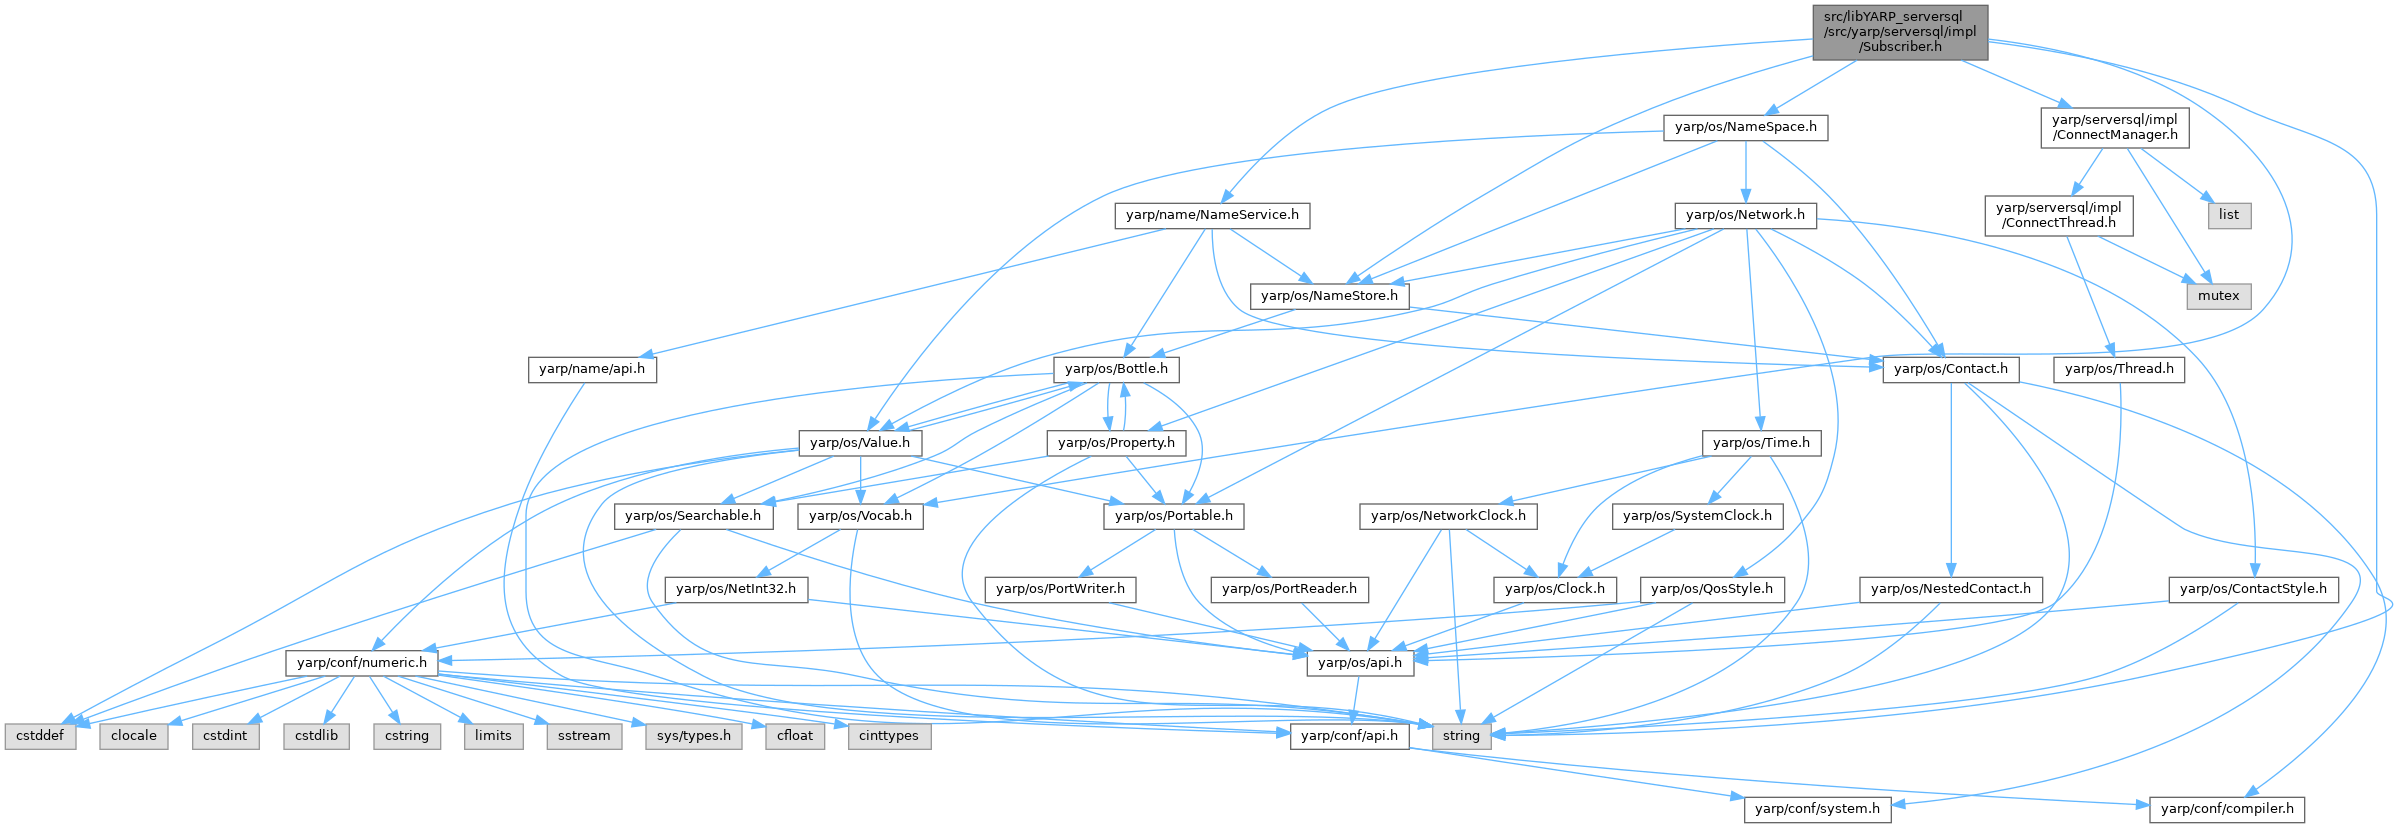 src/libYARP_serversql
/src/yarp/serversql/impl
/Subscriber.h
yarp/os/NameSpace.h
yarp/serversql/impl
/ConnectManager.h
yarp/name/NameService.h
yarp/os/Network.h
yarp/serversql/impl
/ConnectThread.h
list
yarp/os/NameStore.h
mutex
yarp/name/api.h
yarp/os/Bottle.h
yarp/os/Contact.h
yarp/os/Thread.h
yarp/os/Value.h
yarp/os/Property.h
yarp/os/Time.h
yarp/os/Searchable.h
yarp/os/Vocab.h
yarp/os/Portable.h
yarp/os/NetworkClock.h
yarp/os/SystemClock.h
yarp/os/NetInt32.h
yarp/os/PortWriter.h
yarp/os/PortReader.h
yarp/os/Clock.h
yarp/os/QosStyle.h
yarp/os/NestedContact.h
yarp/os/ContactStyle.h
yarp/conf/numeric.h
yarp/os/api.h
cstddef
clocale
cstdint
cstdlib
cstring
limits
sstream
sys/types.h
cfloat
cinttypes
yarp/conf/api.h
string
yarp/conf/system.h
yarp/conf/compiler.h